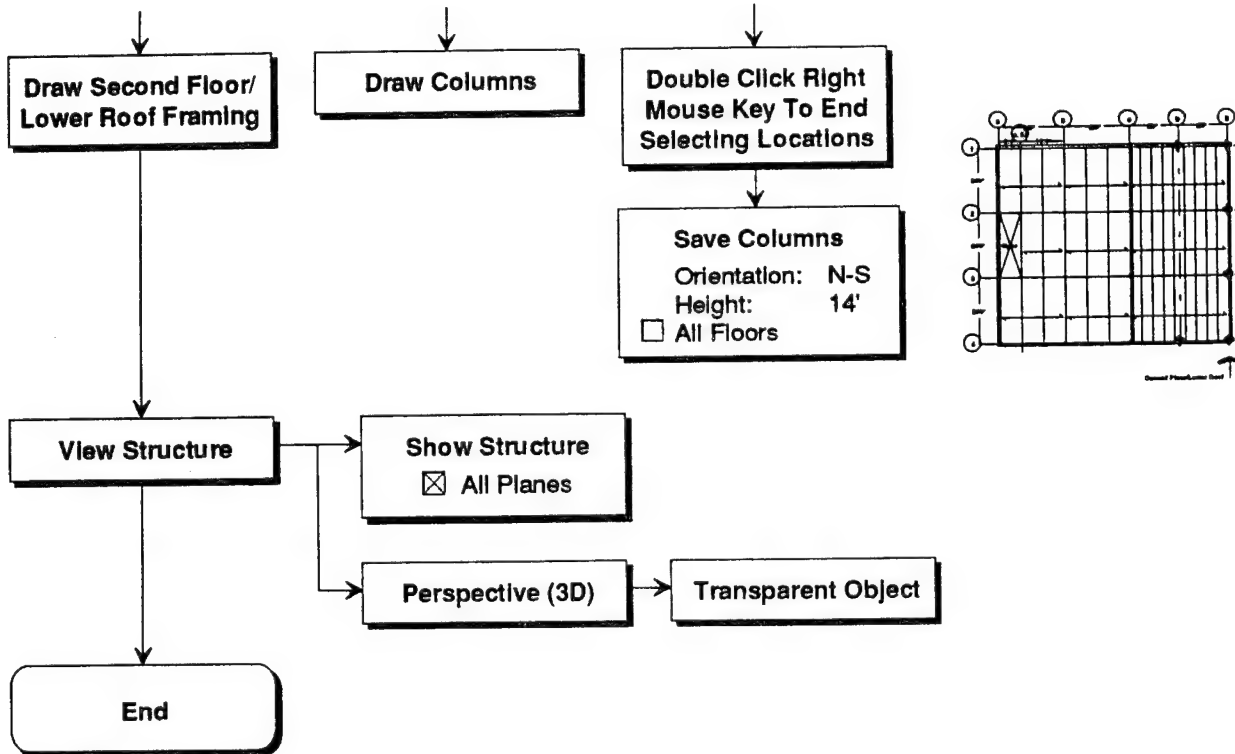 Draw Second Floor/
Lower Roof Framing
Draw Columns
Double Click Right
Mouse Key To End
Selecting Locations
Save Columns
Orientation: N-S
Height: 14'
All Floors
View Structure
Show Structure
All Planes
Perspective (3D)
Transparent Object
End